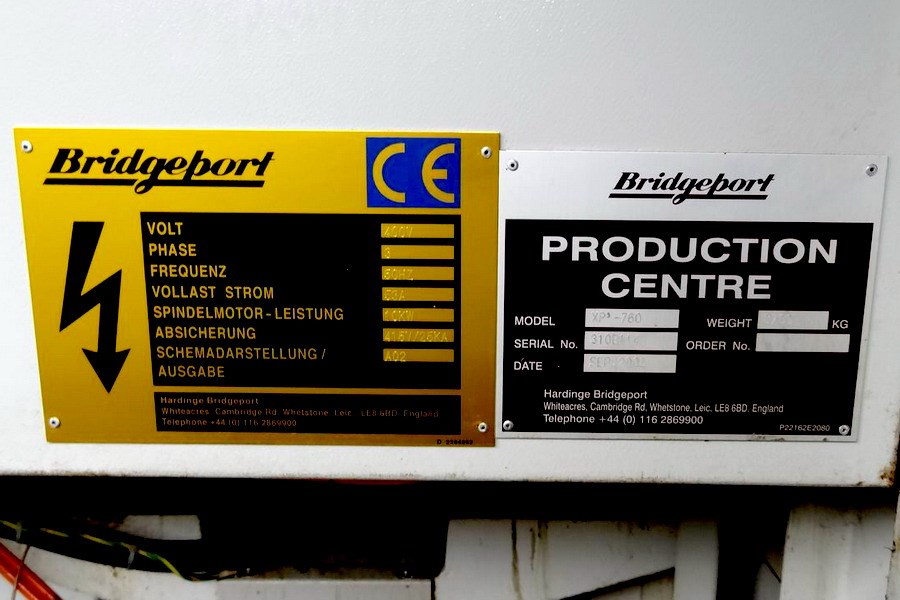 Bridgeport
CE
VOLT 400V
PHASE 3
FREQUENZ 50HZ
VOLLAST STROM
SPINDELMOTOR-LEISTUNG
ABSICHERUNG 415V/25KA
SCHEMADARSTELLUNG / A02
AUSGABE
Hardinge Bridgeport
Whiteacres, Cambridge Rd, Whetstone, Leic, LE8 6BD, England
Telephone +44 (0) 116 2869900
Bridgeport
PRODUCTION
CENTRE
MODEL WEIGHT KG
SERIAL No. ORDER No.
DATE
Hardinge Bridgeport
Whiteacres, Cambridge Rd, Whetstone, Leic, LE8 6BD, England
Telephone +44 (0) 116 2869900
P22162E2080